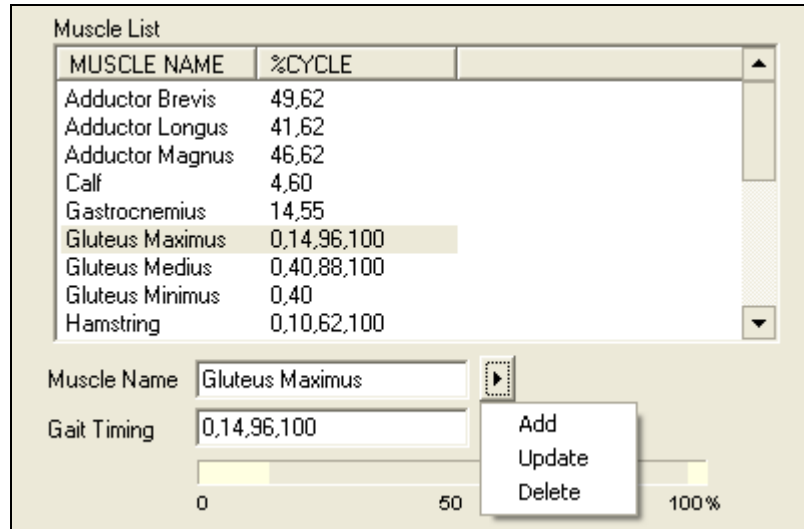 Muscle List
MUSCLE NAME %CYCLE
Adductor Brevis 49,62
Adductor Longus 41,62
Adductor Magnus 46,62
Calf 4,60
Gastrocnemius 14,55
Gluteus Maximus 0,14,96,100
Gluteus Medius 0,40,88,100
Gluteus Minimus 0,40
Hamstring 0,10,62,100
Muscle Name Gluteus Maximus
Gait Timing 0,14,96,100
Add
Update
Delete
0 50 100%